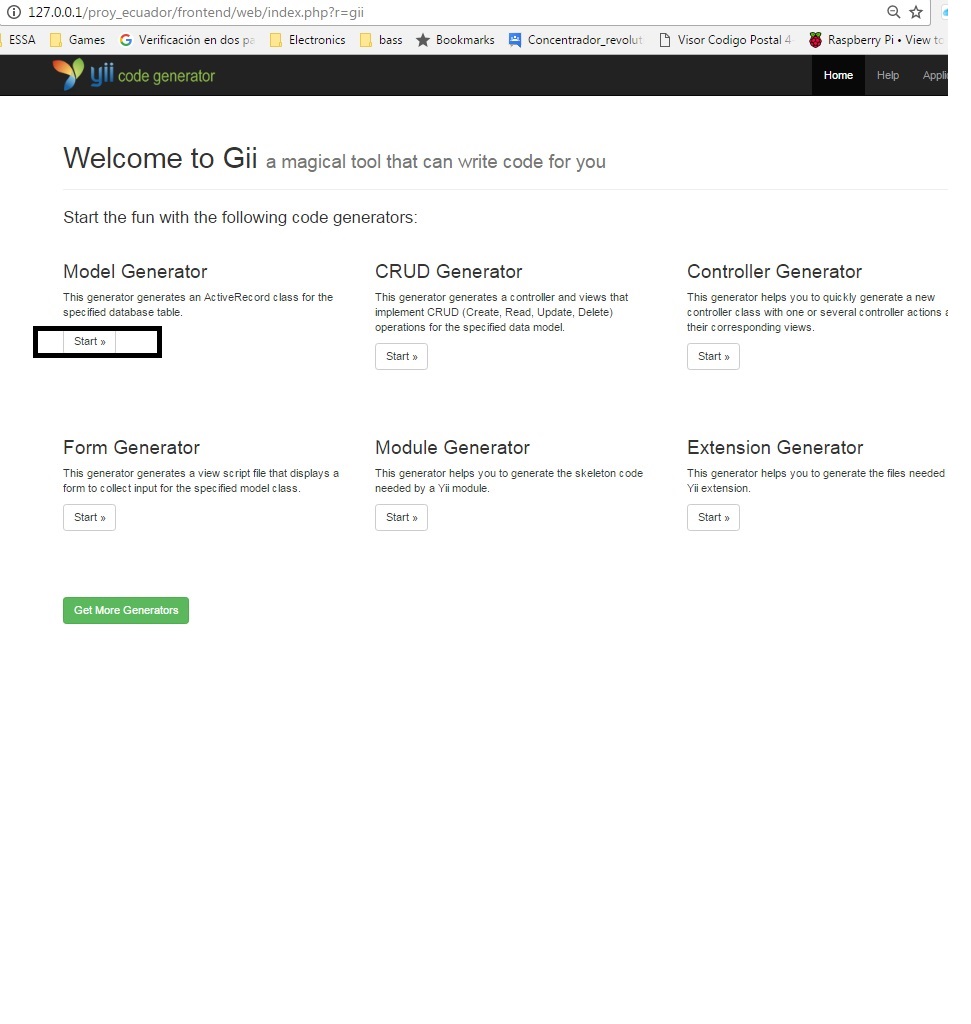 127.0.0.1/proy_ecuador/frontend/web/index.php?r=gii
ESSA Games Verificación en dos pa Electronics bass Bookmarks Concentrador_revolut Visor Codigo Postal 4 Raspberry Pi • View to
yii code generator Home Help Appli
Welcome to Gii a magical tool that can write code for you
Start the fun with the following code generators:
Model Generator
This generator generates an ActiveRecord class for the
specified database table.
Start »
CRUD Generator
This generator generates a controller and views that
implement CRUD (Create, Read, Update, Delete)
operations for the specified data model.
Start »
Controller Generator
This generator helps you to quickly generate a new
controller class with one or several controller actions a
their corresponding views.
Start »
Form Generator
This generator generates a view script file that displays a
form to collect input for the specified model class.
Start »
Module Generator
This generator helps you to generate the skeleton code
needed by a Yii module.
Start »
Extension Generator
This generator helps you to generate the files needed
Yii extension.
Start »
Get More Generators